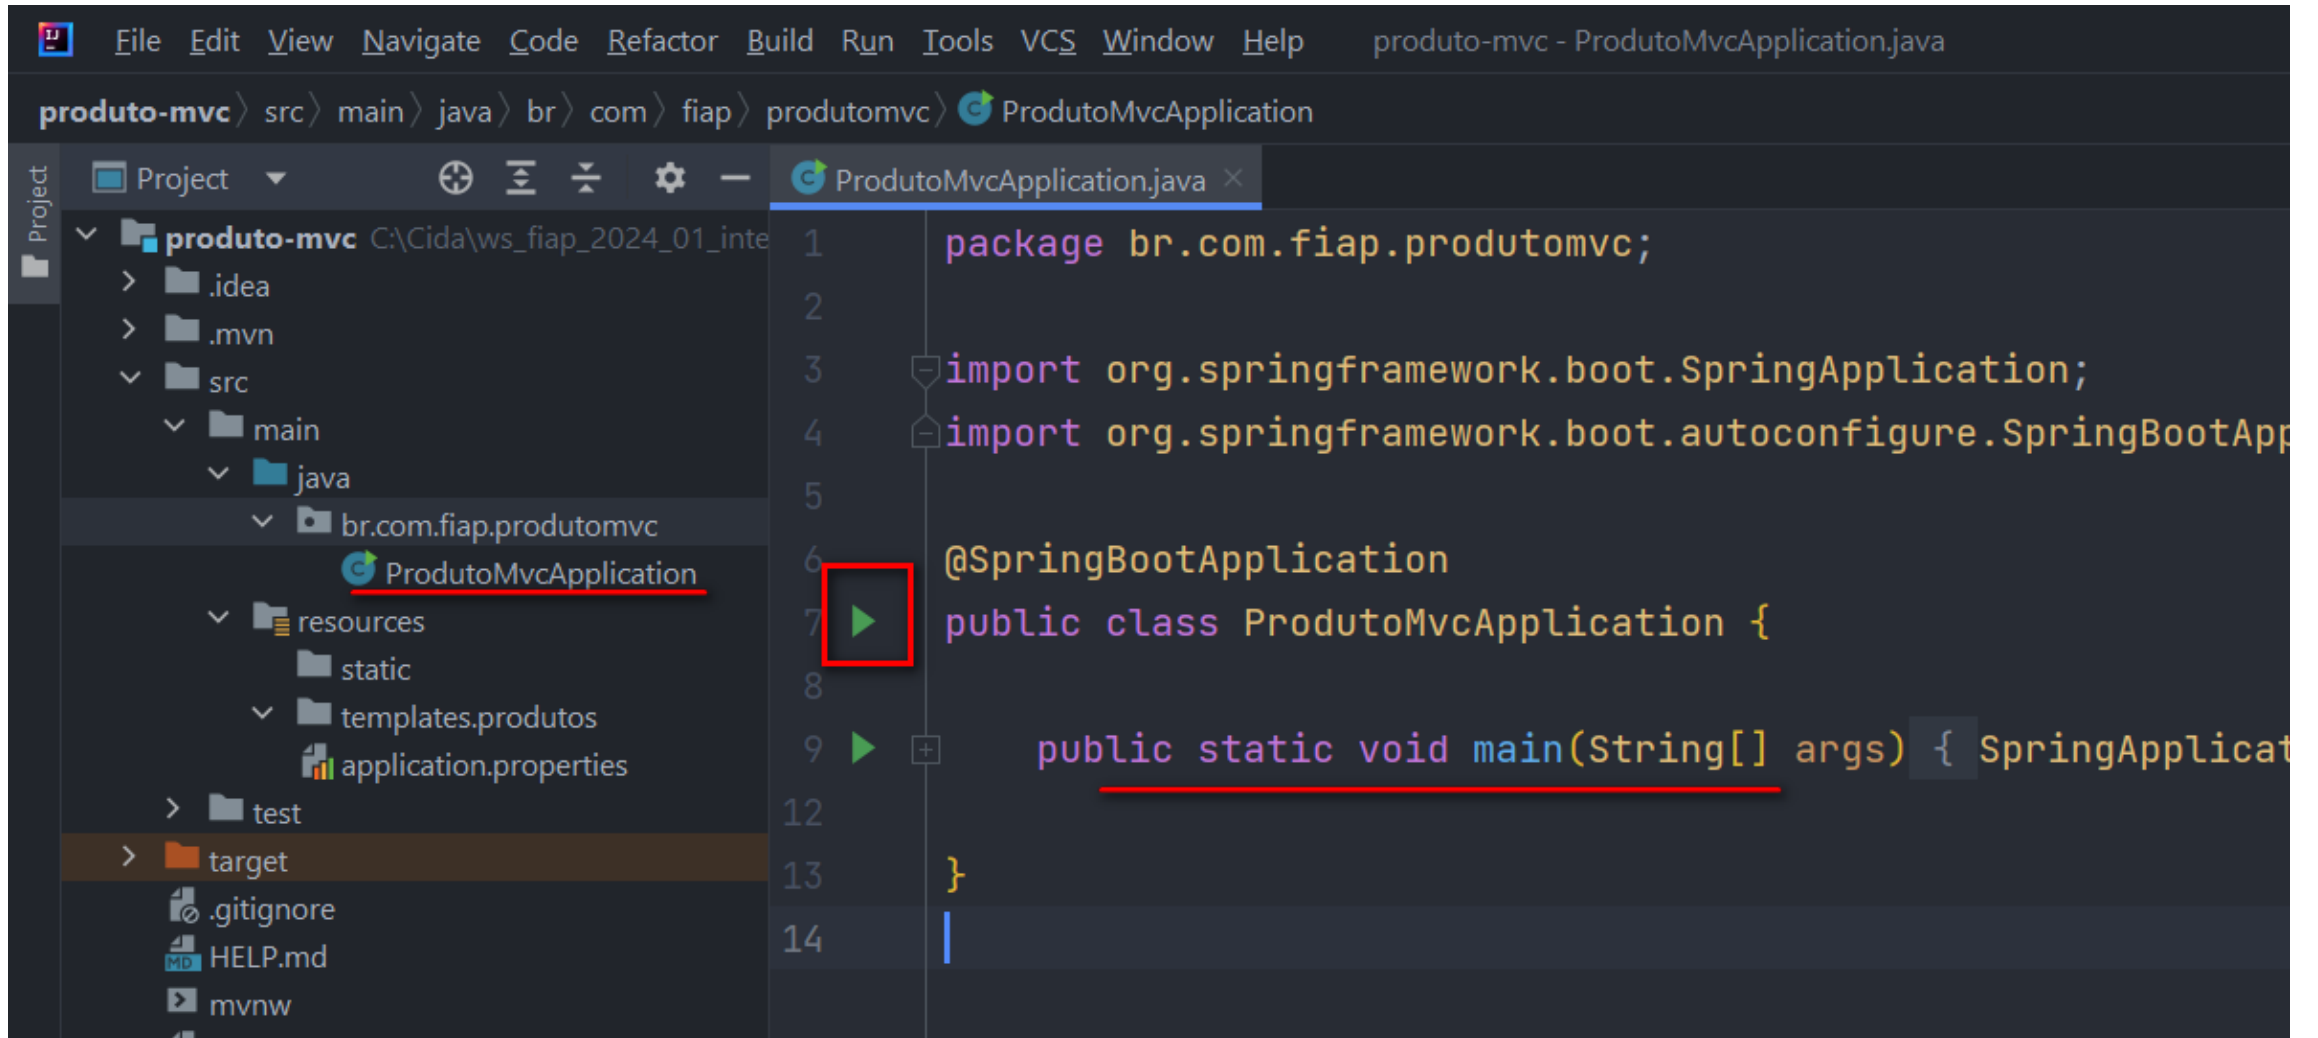 File Edit View Navigate Code Refactor Build Run Tools VCS Window Help produto-mvc - ProdutoMvcApplication.java
produto-mvc src main java br com fiap produtomvc ProdutoMvcApplication
Project
Project
produto-mvc C:\Cida\ws_fiap_2024_01_inte
.idea
.mvn
src
main
java
br.com.fiap.produtomvc
ProdutoMvcApplication
resources
static
templates.produtos
application.properties
test
target
.gitignore
HELP.md
mvnw
ProdutoMvcApplication.java
1 package br.com.fiap.produtomvc;
2
3 import org.springframework.boot.SpringApplication;
4 import org.springframework.boot.autoconfigure.SpringBootApp
5
6 @SpringBootApplication
7 public class ProdutoMvcApplication {
8
9 public static void main(String[] args) { SpringApplicat
12
13 }
14